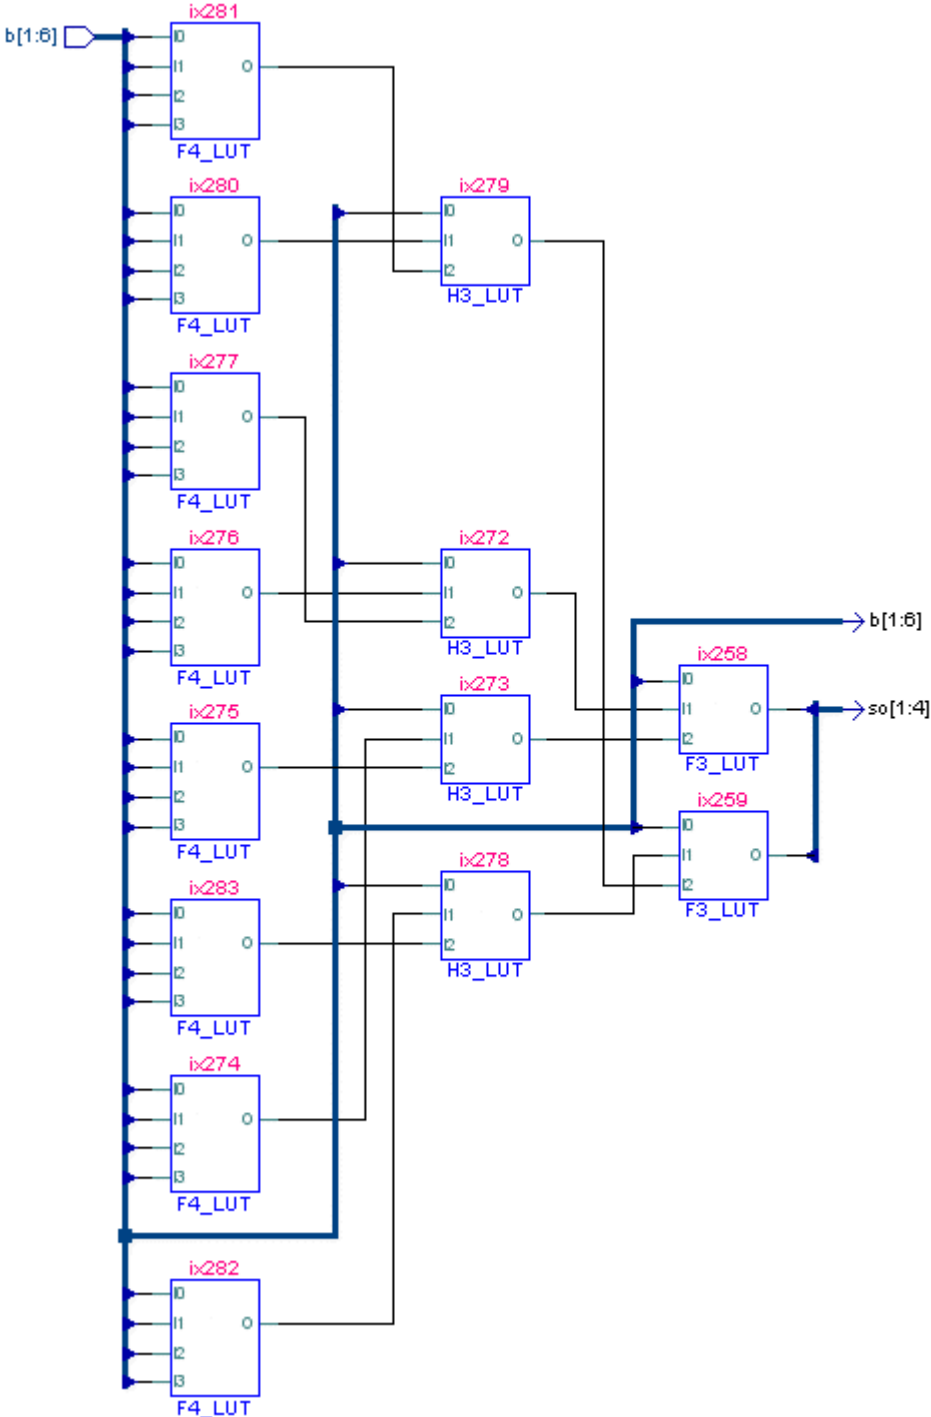 b[1:6]
ix281
I0
I1
I2
I3
O
F4_LUT
ix280
I0
I1
I2
I3
O
F4_LUT
ix279
I0
I1
I2
O
H3_LUT
ix277
I0
I1
I2
I3
O
F4_LUT
ix276
I0
I1
I2
I3
O
F4_LUT
ix272
I0
I1
I2
O
H3_LUT
b[1:6]
ix258
I0
I1
I2
O
F3_LUT
so[1:4]
ix273
I0
I1
I2
O
H3_LUT
ix275
I0
I1
I2
I3
O
F4_LUT
ix259
I0
I1
I2
O
F3_LUT
ix278
I0
I1
I2
O
H3_LUT
ix283
I0
I1
I2
I3
O
F4_LUT
ix274
I0
I1
I2
I3
O
F4_LUT
ix282
I0
I1
I2
I3
O
F4_LUT